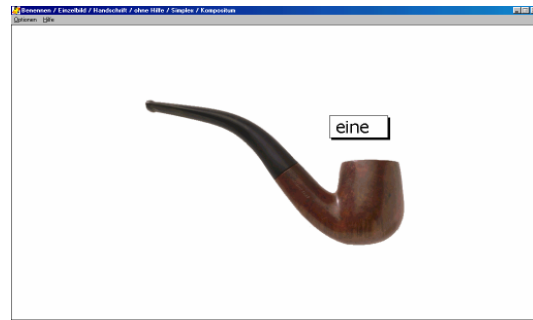 Benennen / Einzelbild / Handschrift / ohne Hilfe / Simplex / Kompositum
Optionen Hilfe
eine